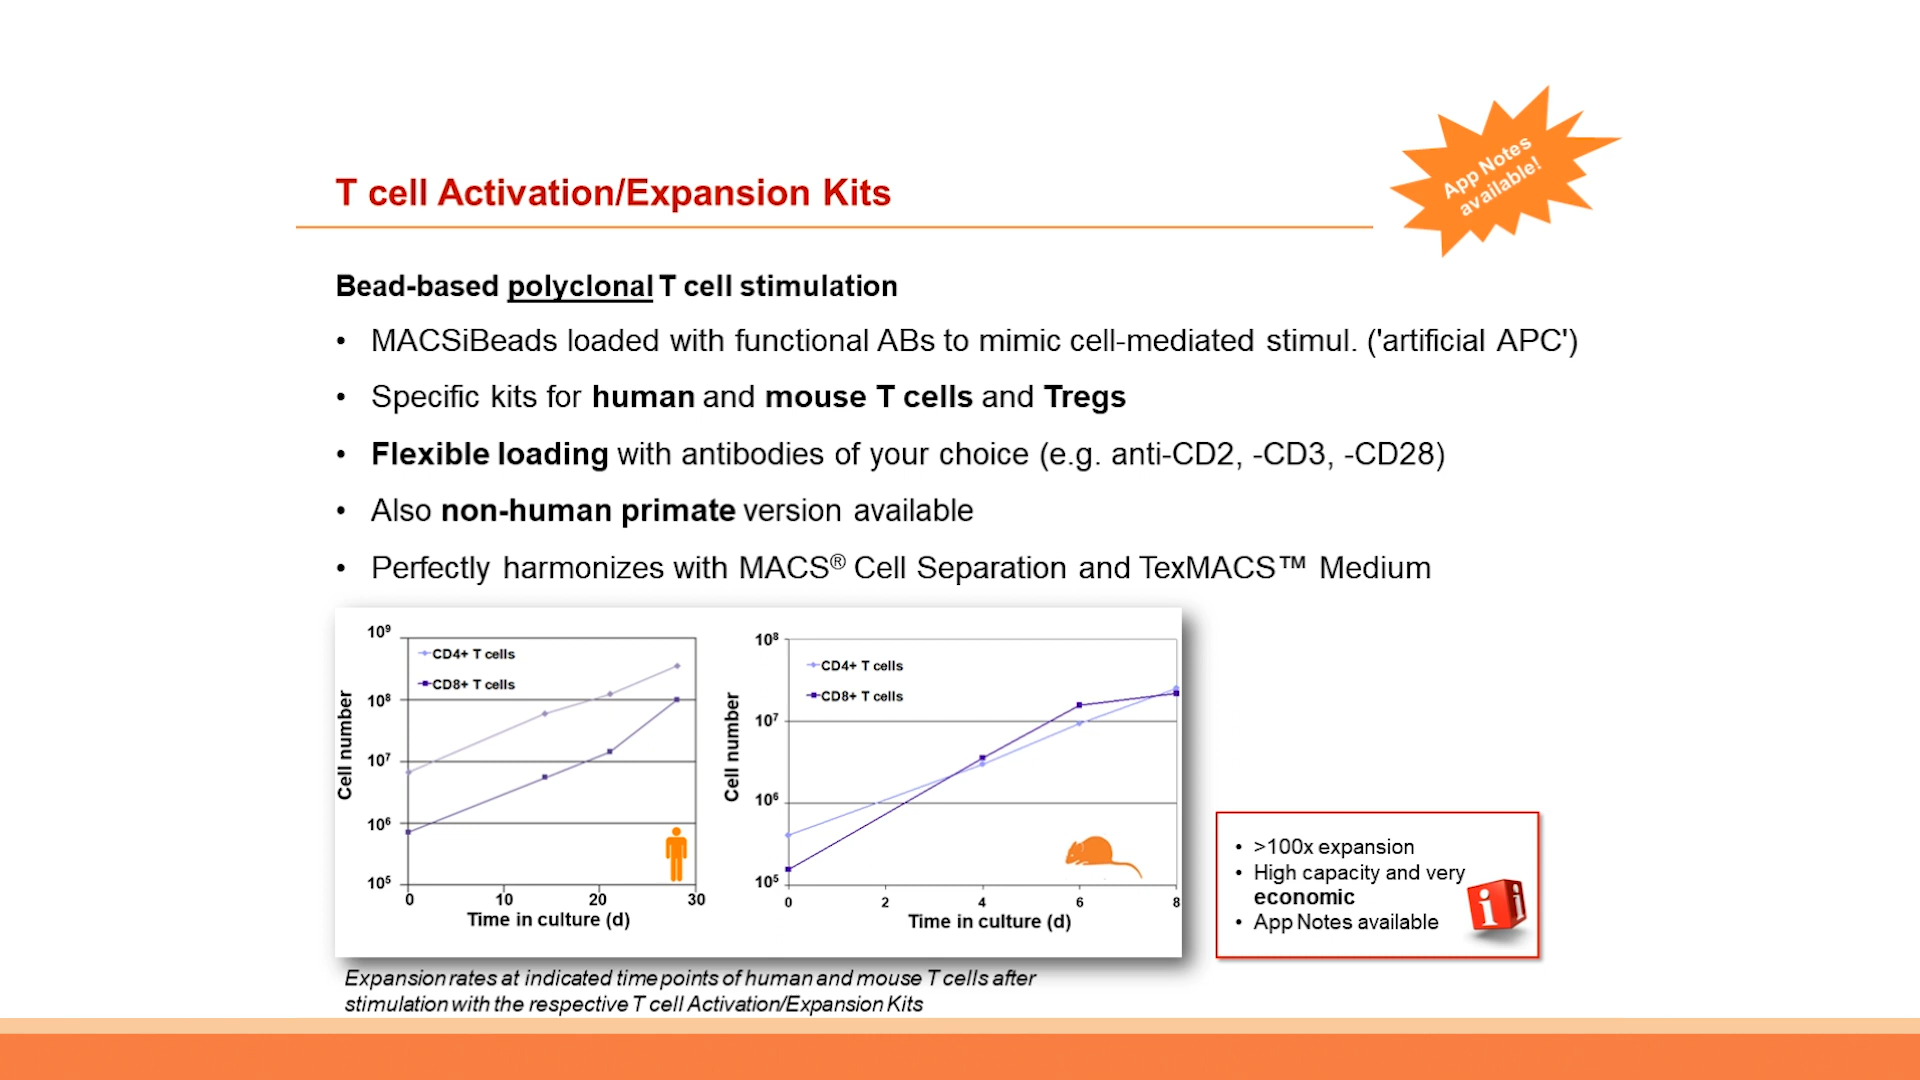 App Notes
available!
T cell Activation/Expansion Kits
Bead-based polyclonal T cell stimulation
• MACSiBeads loaded with functional ABs to mimic cell-mediated stimul. ('artificial APC')
• Specific kits for human and mouse T cells and Tregs
• Flexible loading with antibodies of your choice (e.g. anti-CD2, -CD3, -CD28)
• Also non-human primate version available
• Perfectly harmonizes with MACS® Cell Separation and TexMACS™ Medium
10⁹
10⁸
10⁷
10⁶
10⁵
Cell number
CD4+ T cells
CD8+ T cells
0 10 20 30
Time in culture (d)
10⁸
10⁷
10⁶
10⁵
Cell number
CD4+ T cells
CD8+ T cells
0 2 4 6 8
Time in culture (d)
• >100x expansion
• High capacity and very
economic
• App Notes available
i i
Expansion rates at indicated time points of human and mouse T cells after
stimulation with the respective T cell Activation/Expansion Kits